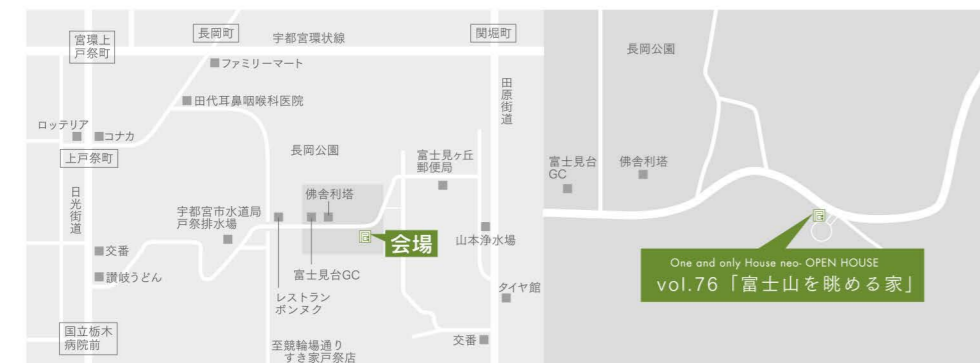 宮環上
戸祭町
長岡町
宇都宮環状線
関堀町
ファミリーマート
田代耳鼻咽喉科医院
田原街道
ロッテリア
コナカ
上戸祭町
長岡公園
富士見ヶ丘
郵便局
佛舎利塔
日光街道
宇都宮市水道局
戸祭排水場
会場
山本浄水場
交番
讃岐うどん
富士見台GC
レストラン
ボンヌク
タイヤ館
国立栃木
病院前
至競輪場通り
すき家戸祭店
交番
長岡公園
富士見台
GC
佛舎利塔
One and only House neo- OPEN HOUSE
vol.76「富士山を眺める家」